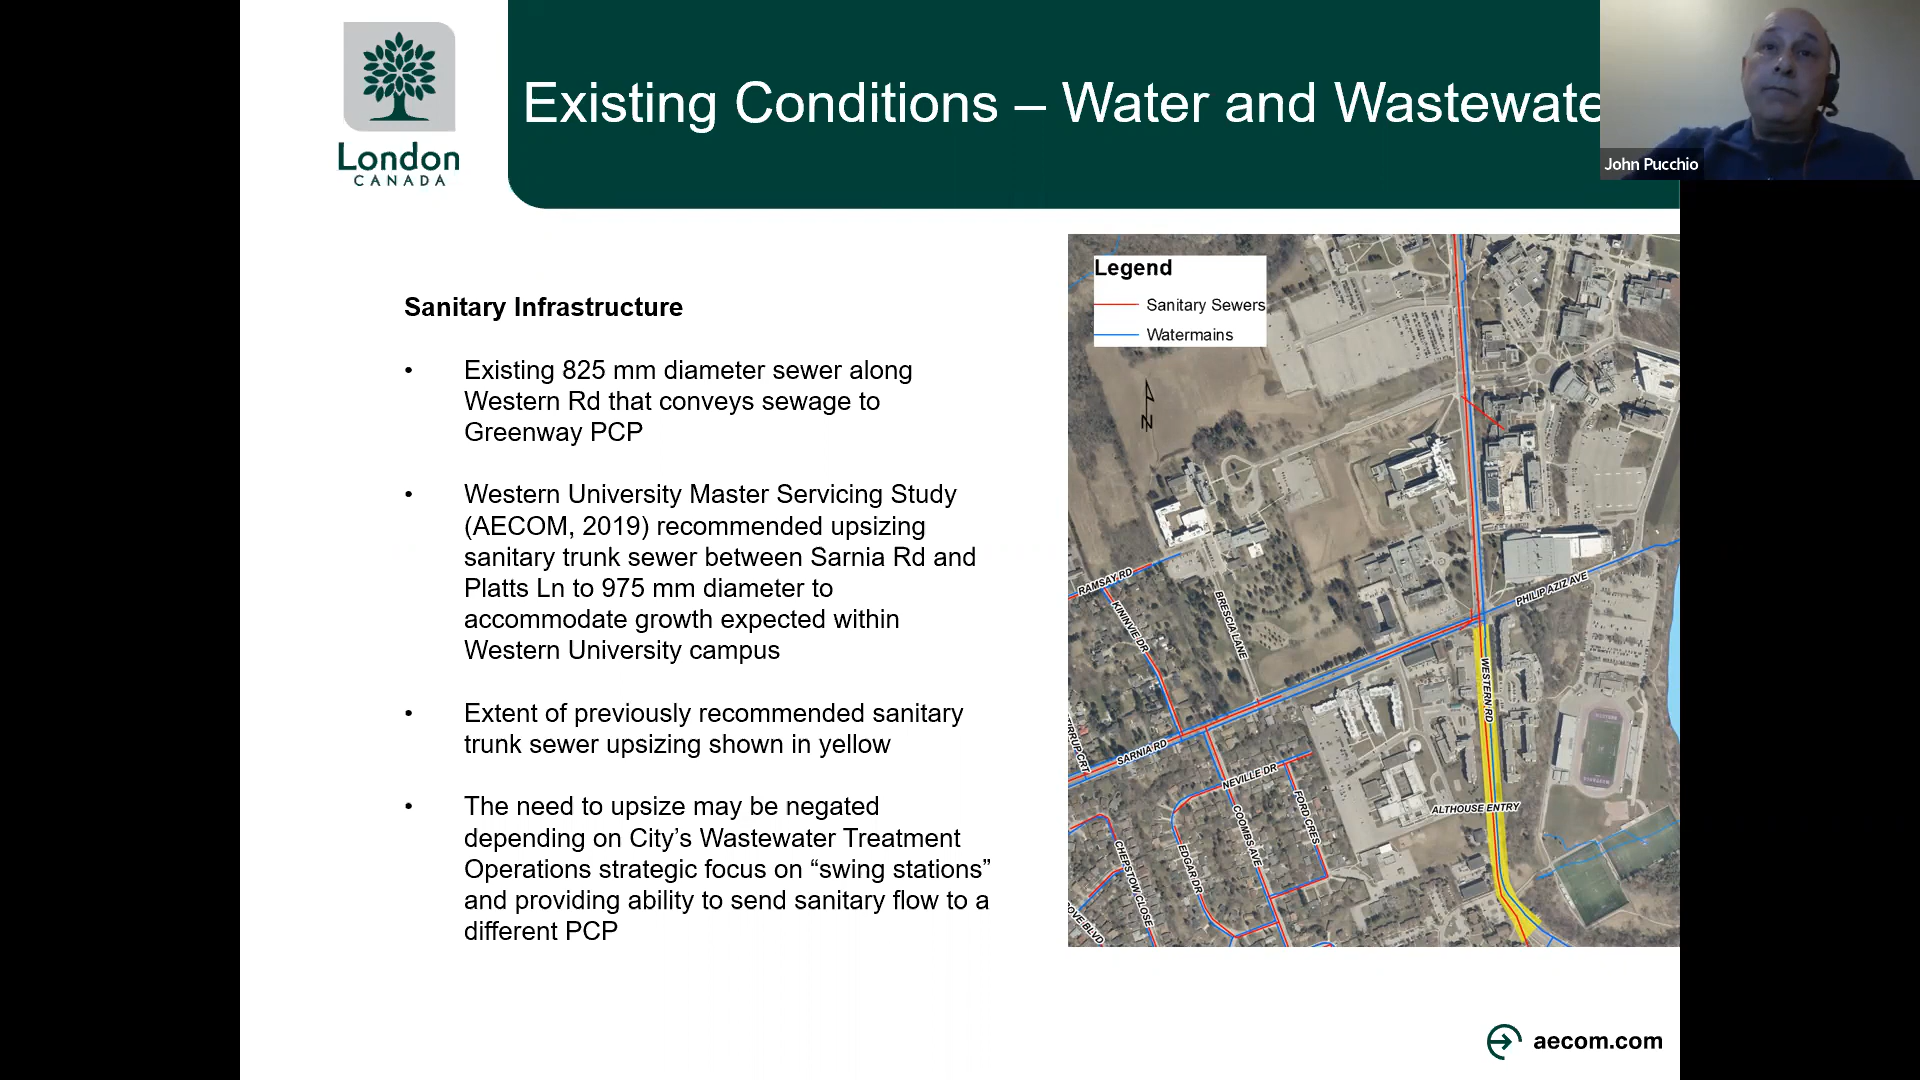 London
CANADA
Existing Conditions – Water and Wastewate
John Pucchio
Sanitary Infrastructure
• Existing 825 mm diameter sewer along
Western Rd that conveys sewage to
Greenway PCP
• Western University Master Servicing Study
(AECOM, 2019) recommended upsizing
sanitary trunk sewer between Sarnia Rd and
Platts Ln to 975 mm diameter to
accommodate growth expected within
Western University campus
• Extent of previously recommended sanitary
trunk sewer upsizing shown in yellow
• The need to upsize may be negated
depending on City’s Wastewater Treatment
Operations strategic focus on “swing stations”
and providing ability to send sanitary flow to a
different PCP
Legend
Sanitary Sewers
Watermains
N
RAMSAY RD
KININVIE DR
BRESCIA LANE
PHILIP AZIZ AVE
WESTERN RD
SARNIA RD
NEVILLE DR
FORD CRES
COOMBS AVE
EDGAR DR
CHEPSTOW CLOSE
ALTHOUSE ENTRY
OVE BLVD
aecom.com